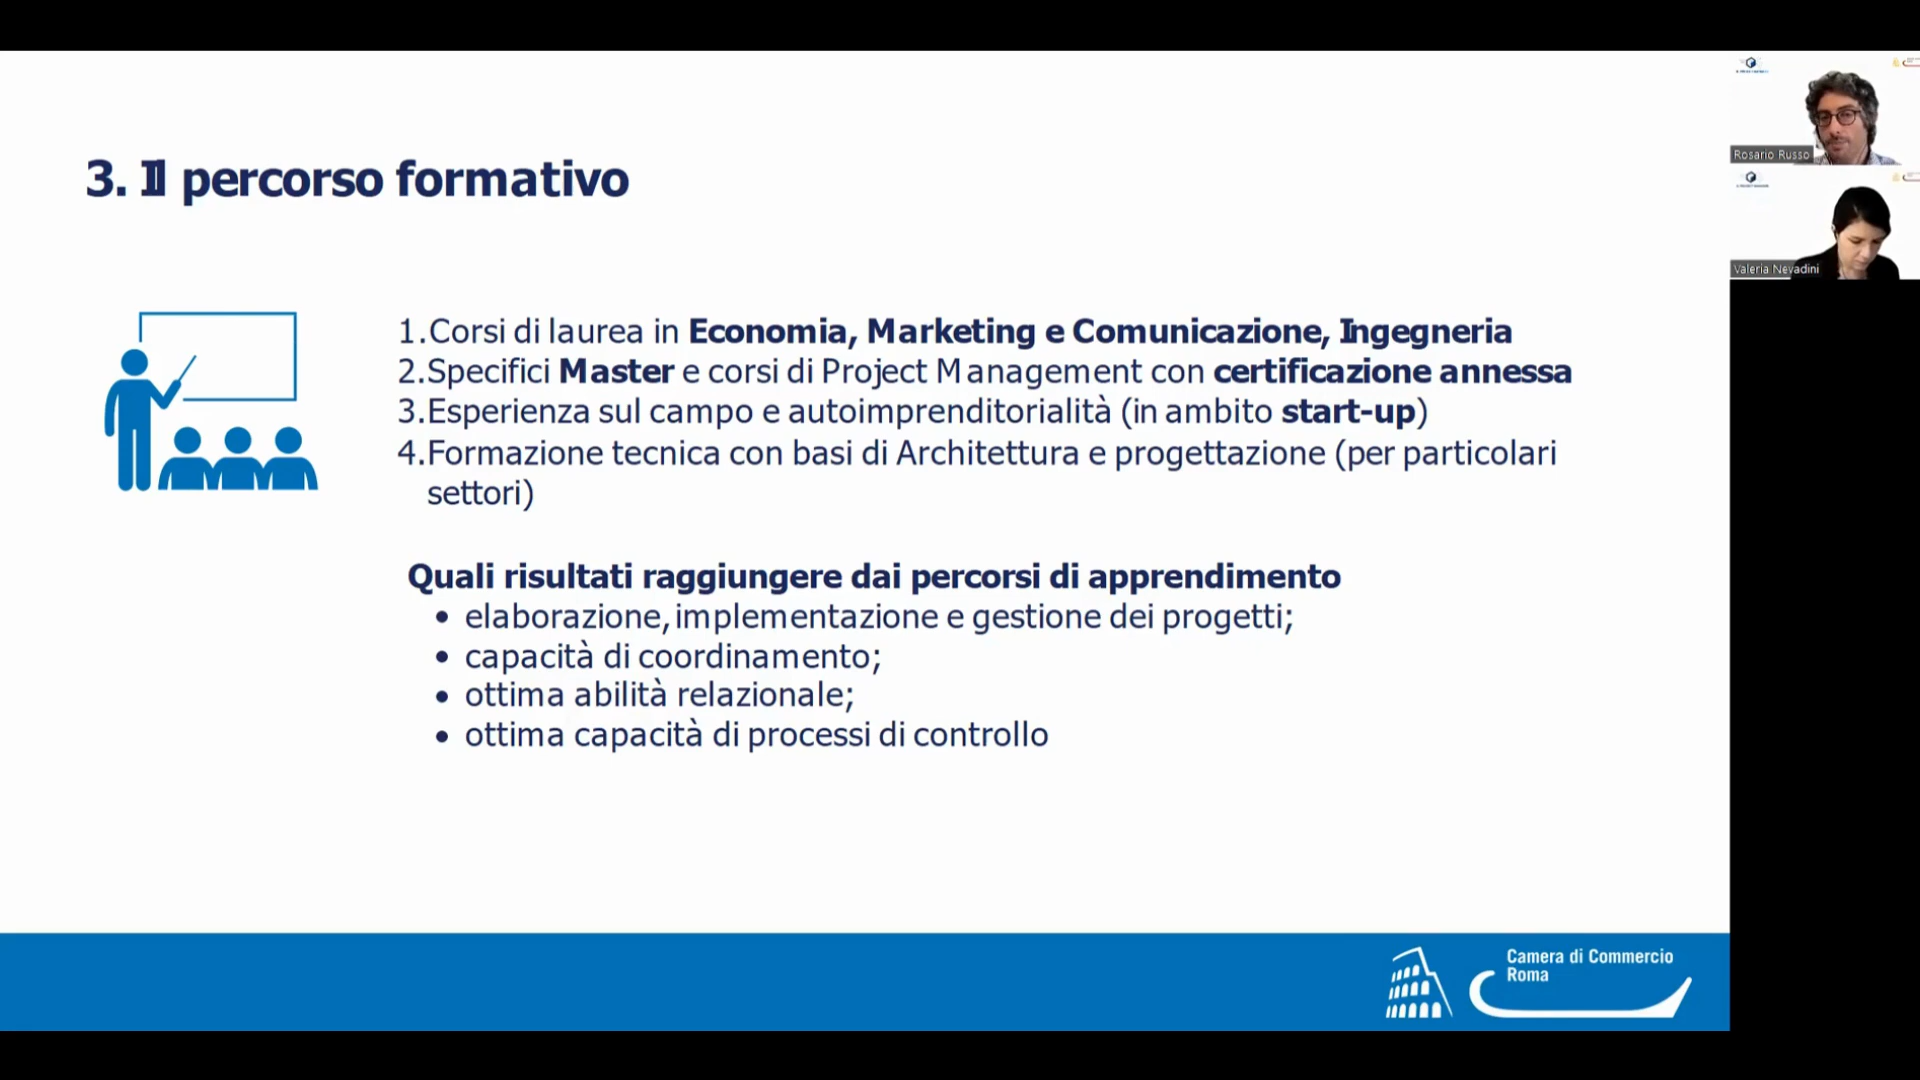 3. Il percorso formativo
1.Corsi di laurea in Economia, Marketing e Comunicazione, Ingegneria
2.Specifici Master e corsi di Project Management con certificazione annessa
3.Esperienza sul campo e autoimprenditorialità (in ambito start-up)
4.Formazione tecnica con basi di Architettura e progettazione (per particolari
settori)
Quali risultati raggiungere dai percorsi di apprendimento
• elaborazione, implementazione e gestione dei progetti;
• capacità di coordinamento;
• ottima abilità relazionale;
• ottima capacità di processi di controllo
Camera di Commercio
Roma
Rosario Russo
Valeria Nevadini